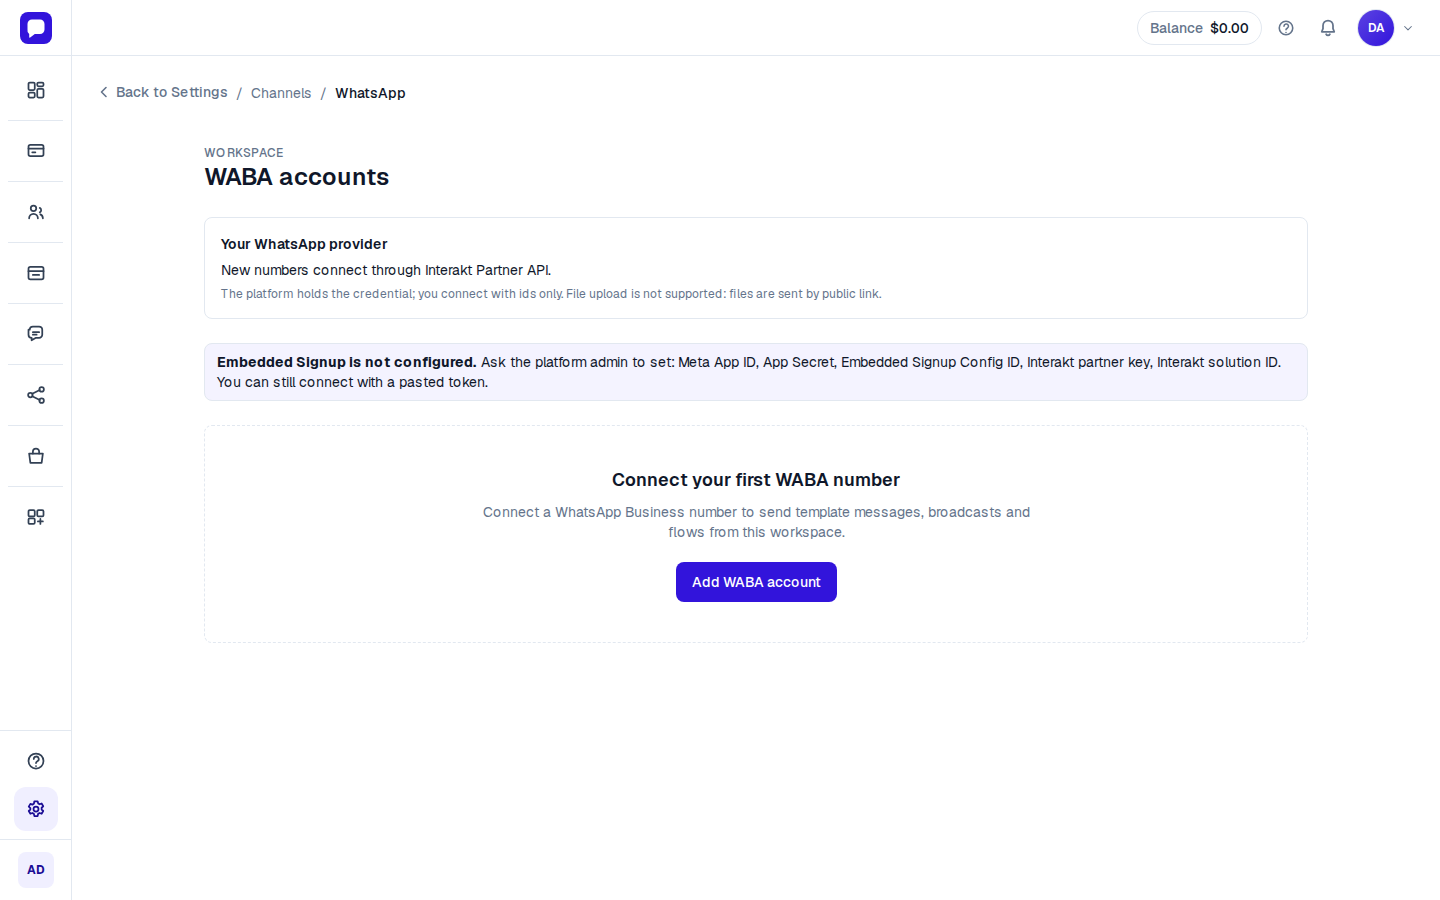 Balance $0.00
DA
Back to Settings / Channels / WhatsApp
WORKSPACE
WABA accounts
Your WhatsApp provider
New numbers connect through Interakt Partner API.
The platform holds the credential; you connect with ids only. File upload is not supported: files are sent by public link.
Embedded Signup is not configured. Ask the platform admin to set: Meta App ID, App Secret, Embedded Signup Config ID, Interakt partner key, Interakt solution ID.
You can still connect with a pasted token.
Connect your first WABA number
Connect a WhatsApp Business number to send template messages, broadcasts and
flows from this workspace.
Add WABA account
AD